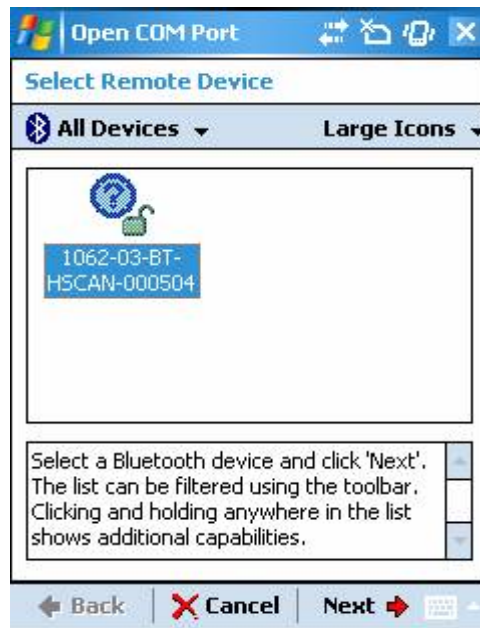 Open COM Port
Select Remote Device
All Devices Large Icons
1062-03-BT-
HSCAN-000504
Select a Bluetooth device and click 'Next'.
The list can be filtered using the toolbar.
Clicking and holding anywhere in the list
shows additional capabilities.
Back Cancel Next